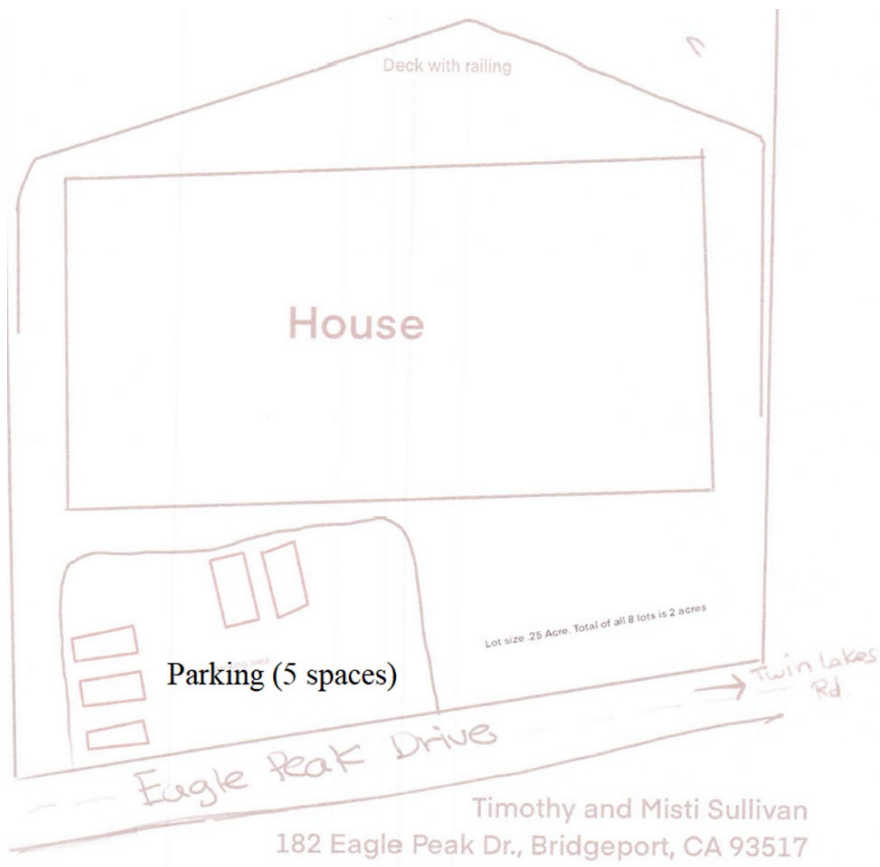 Deck with railing
House
Lot size .25 Acre. Total of all 8 lots is 2 acres
Parking (5 spaces)
Twin Lakes
Rd
Eagle Peak Drive
Timothy and Misti Sullivan
182 Eagle Peak Dr., Bridgeport, CA 93517